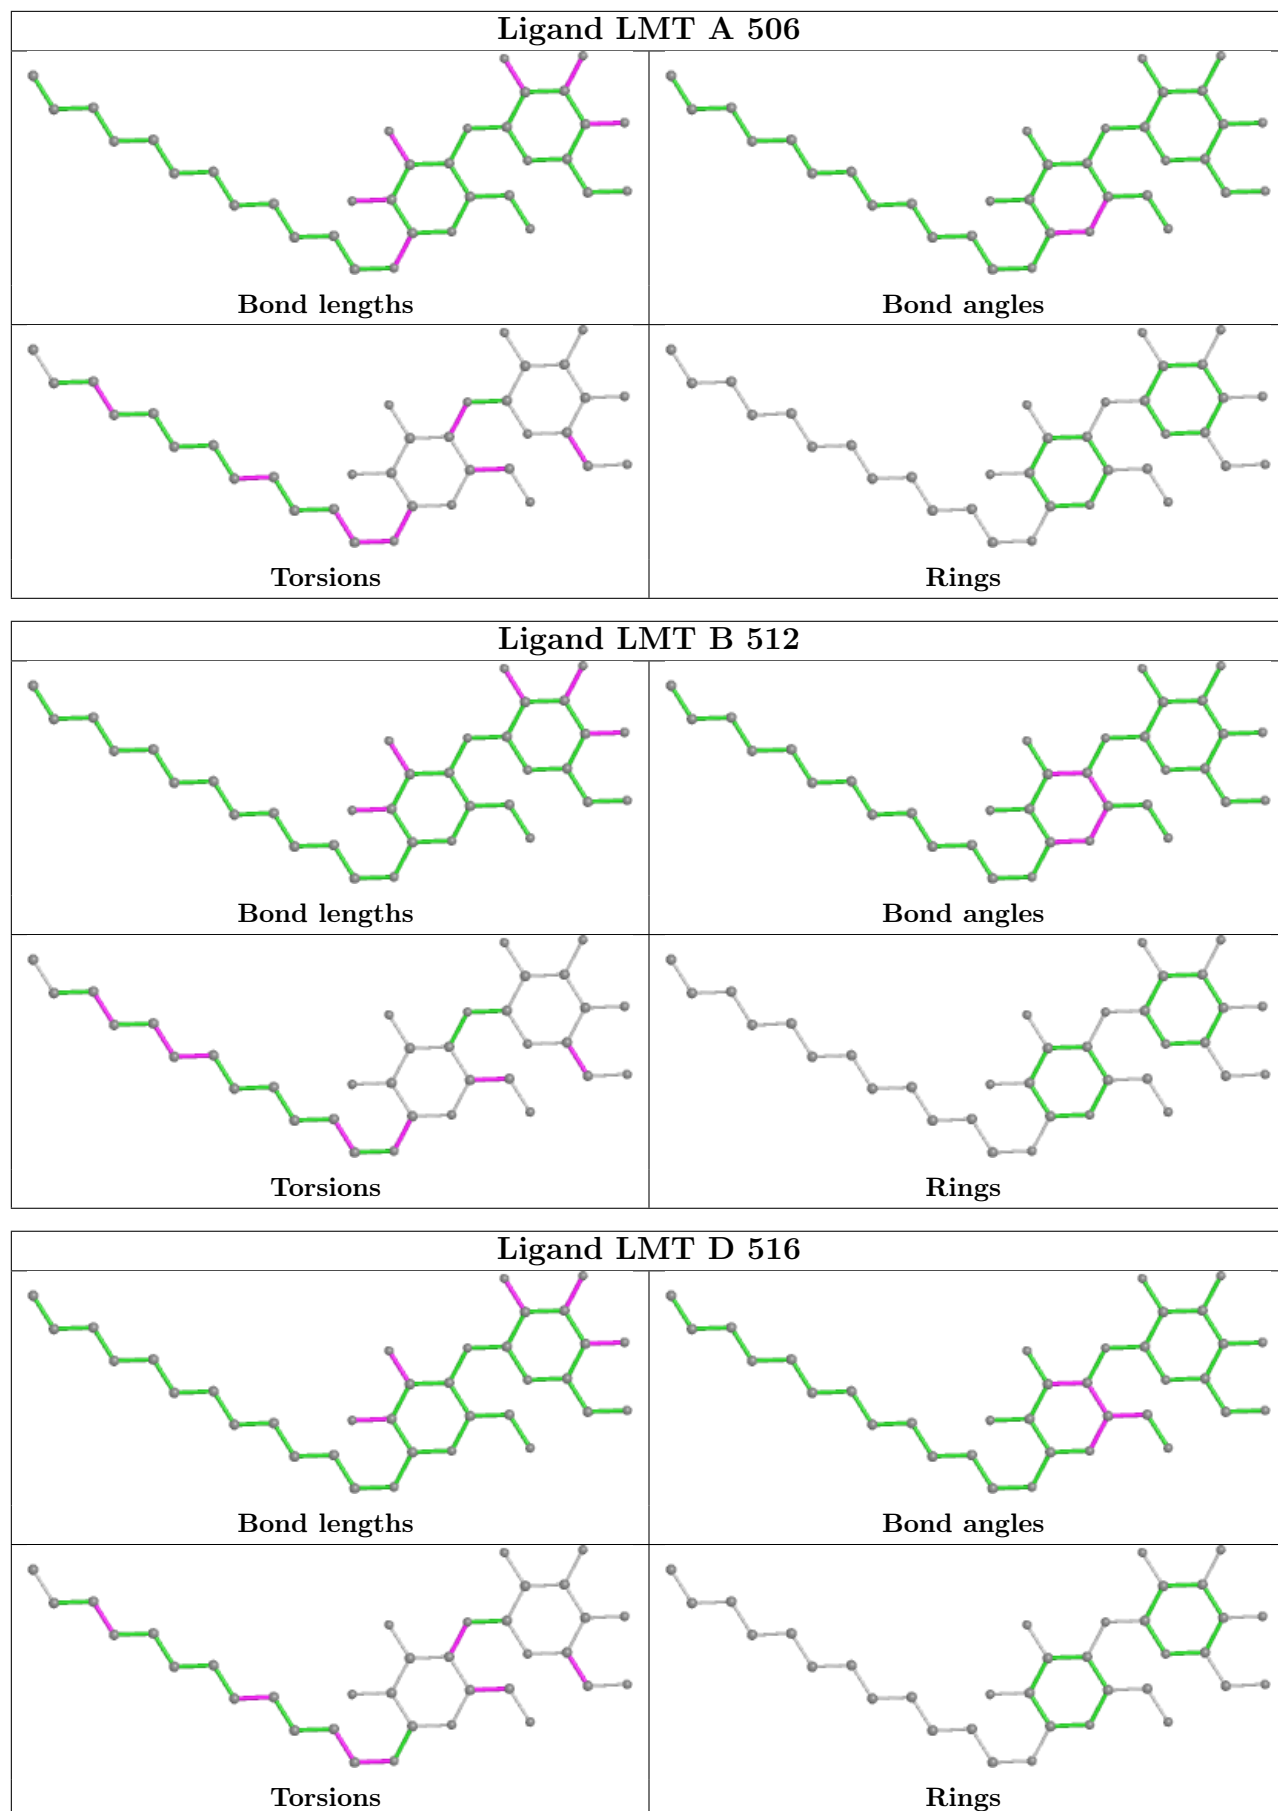 Ligand LMT A 506
Bond lengths
Bond angles
Torsions
Rings
Ligand LMT B 512
Bond lengths
Bond angles
Torsions
Rings
Ligand LMT D 516
Bond lengths
Bond angles
Torsions
Rings